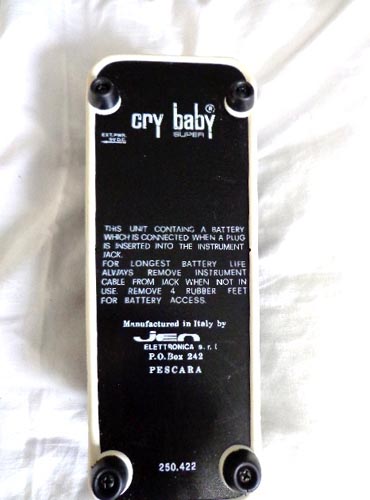 cry baby ®
SUPER
EXT. PWR.
9V D.C.
THIS UNIT CONTAINS A BATTERY
WHICH IS CONNECTED WHEN A PLUG
IS INSERTED INTO THE INSTRUMENT
JACK.
FOR LONGEST BATTERY LIFE
ALWAYS REMOVE INSTRUMENT
CABLE FROM JACK WHEN NOT IN
USE. REMOVE 4 RUBBER FEET
FOR BATTERY ACCESS.
Manufactured in Italy by
jen
ELETTRONICA s.r.l
P.O.Box 242
PESCARA
250.422